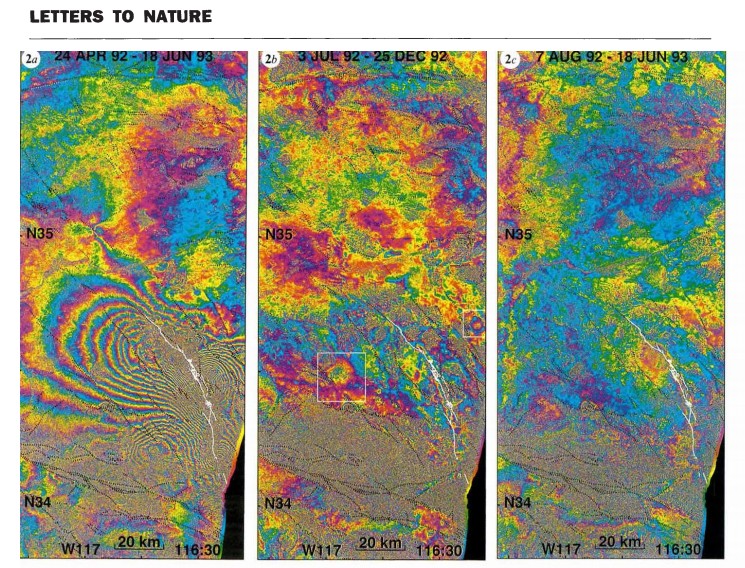 LETTERS TO NATURE
2a 24 APR 92 - 18 JUN 93
2b 3 JUL 92 - 25 DEC 92
2c 7 AUG 92 - 18 JUN 93
N35
N35
N35
N34
N34
W117 20 km 116:30
W117 20 km 116:30
W117 20 km 116:30